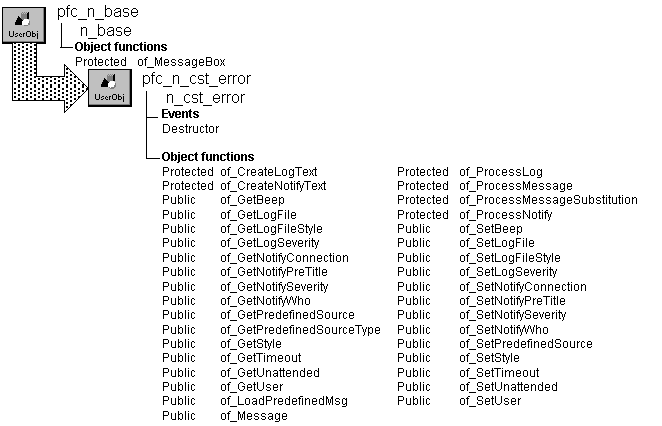 pfc_n_base
UserObj
n_base
Object functions
Protected of_MessageBox
pfc_n_cst_error
UserObj
n_cst_error
Events
Destructor
Object functions
Protected of_CreateLogText Protected of_ProcessLog
Protected of_CreateNotifyText Protected of_ProcessMessage
Public of_GetBeep Protected of_ProcessMessageSubstitution
Public of_GetLogFile Protected of_ProcessNotify
Public of_GetLogFileStyle Public of_SetBeep
Public of_GetLogSeverity Public of_SetLogFile
Public of_GetNotifyConnection Public of_SetLogFileStyle
Public of_GetNotifyPreTitle Public of_SetLogSeverity
Public of_GetNotifySeverity Public of_SetNotifyConnection
Public of_GetNotifyWho Public of_SetNotifyPreTitle
Public of_GetPredefinedSource Public of_SetNotifySeverity
Public of_GetPredefinedSourceType Public of_SetNotifyWho
Public of_GetStyle Public of_SetPredefinedSource
Public of_GetTimeout Public of_SetStyle
Public of_GetUnattended Public of_SetTimeout
Public of_GetUser Public of_SetUnattended
Public of_LoadPredefinedMsg Public of_SetUser
Public of_Message